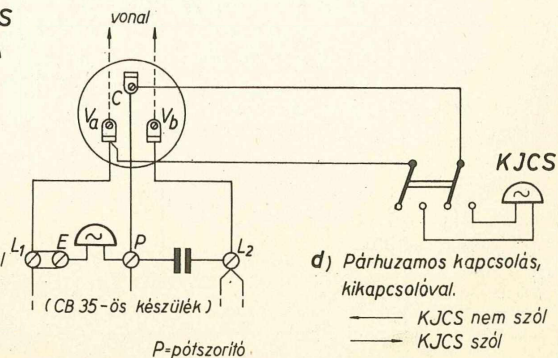 S
vonal
C
Va Vb
KJCS
L1 E P L2
(CB 35-ös készülék)
P=pótszorító
d) Párhuzamos kapcsolás,
kikapcsolóval.
KJCS nem szól
KJCS szól